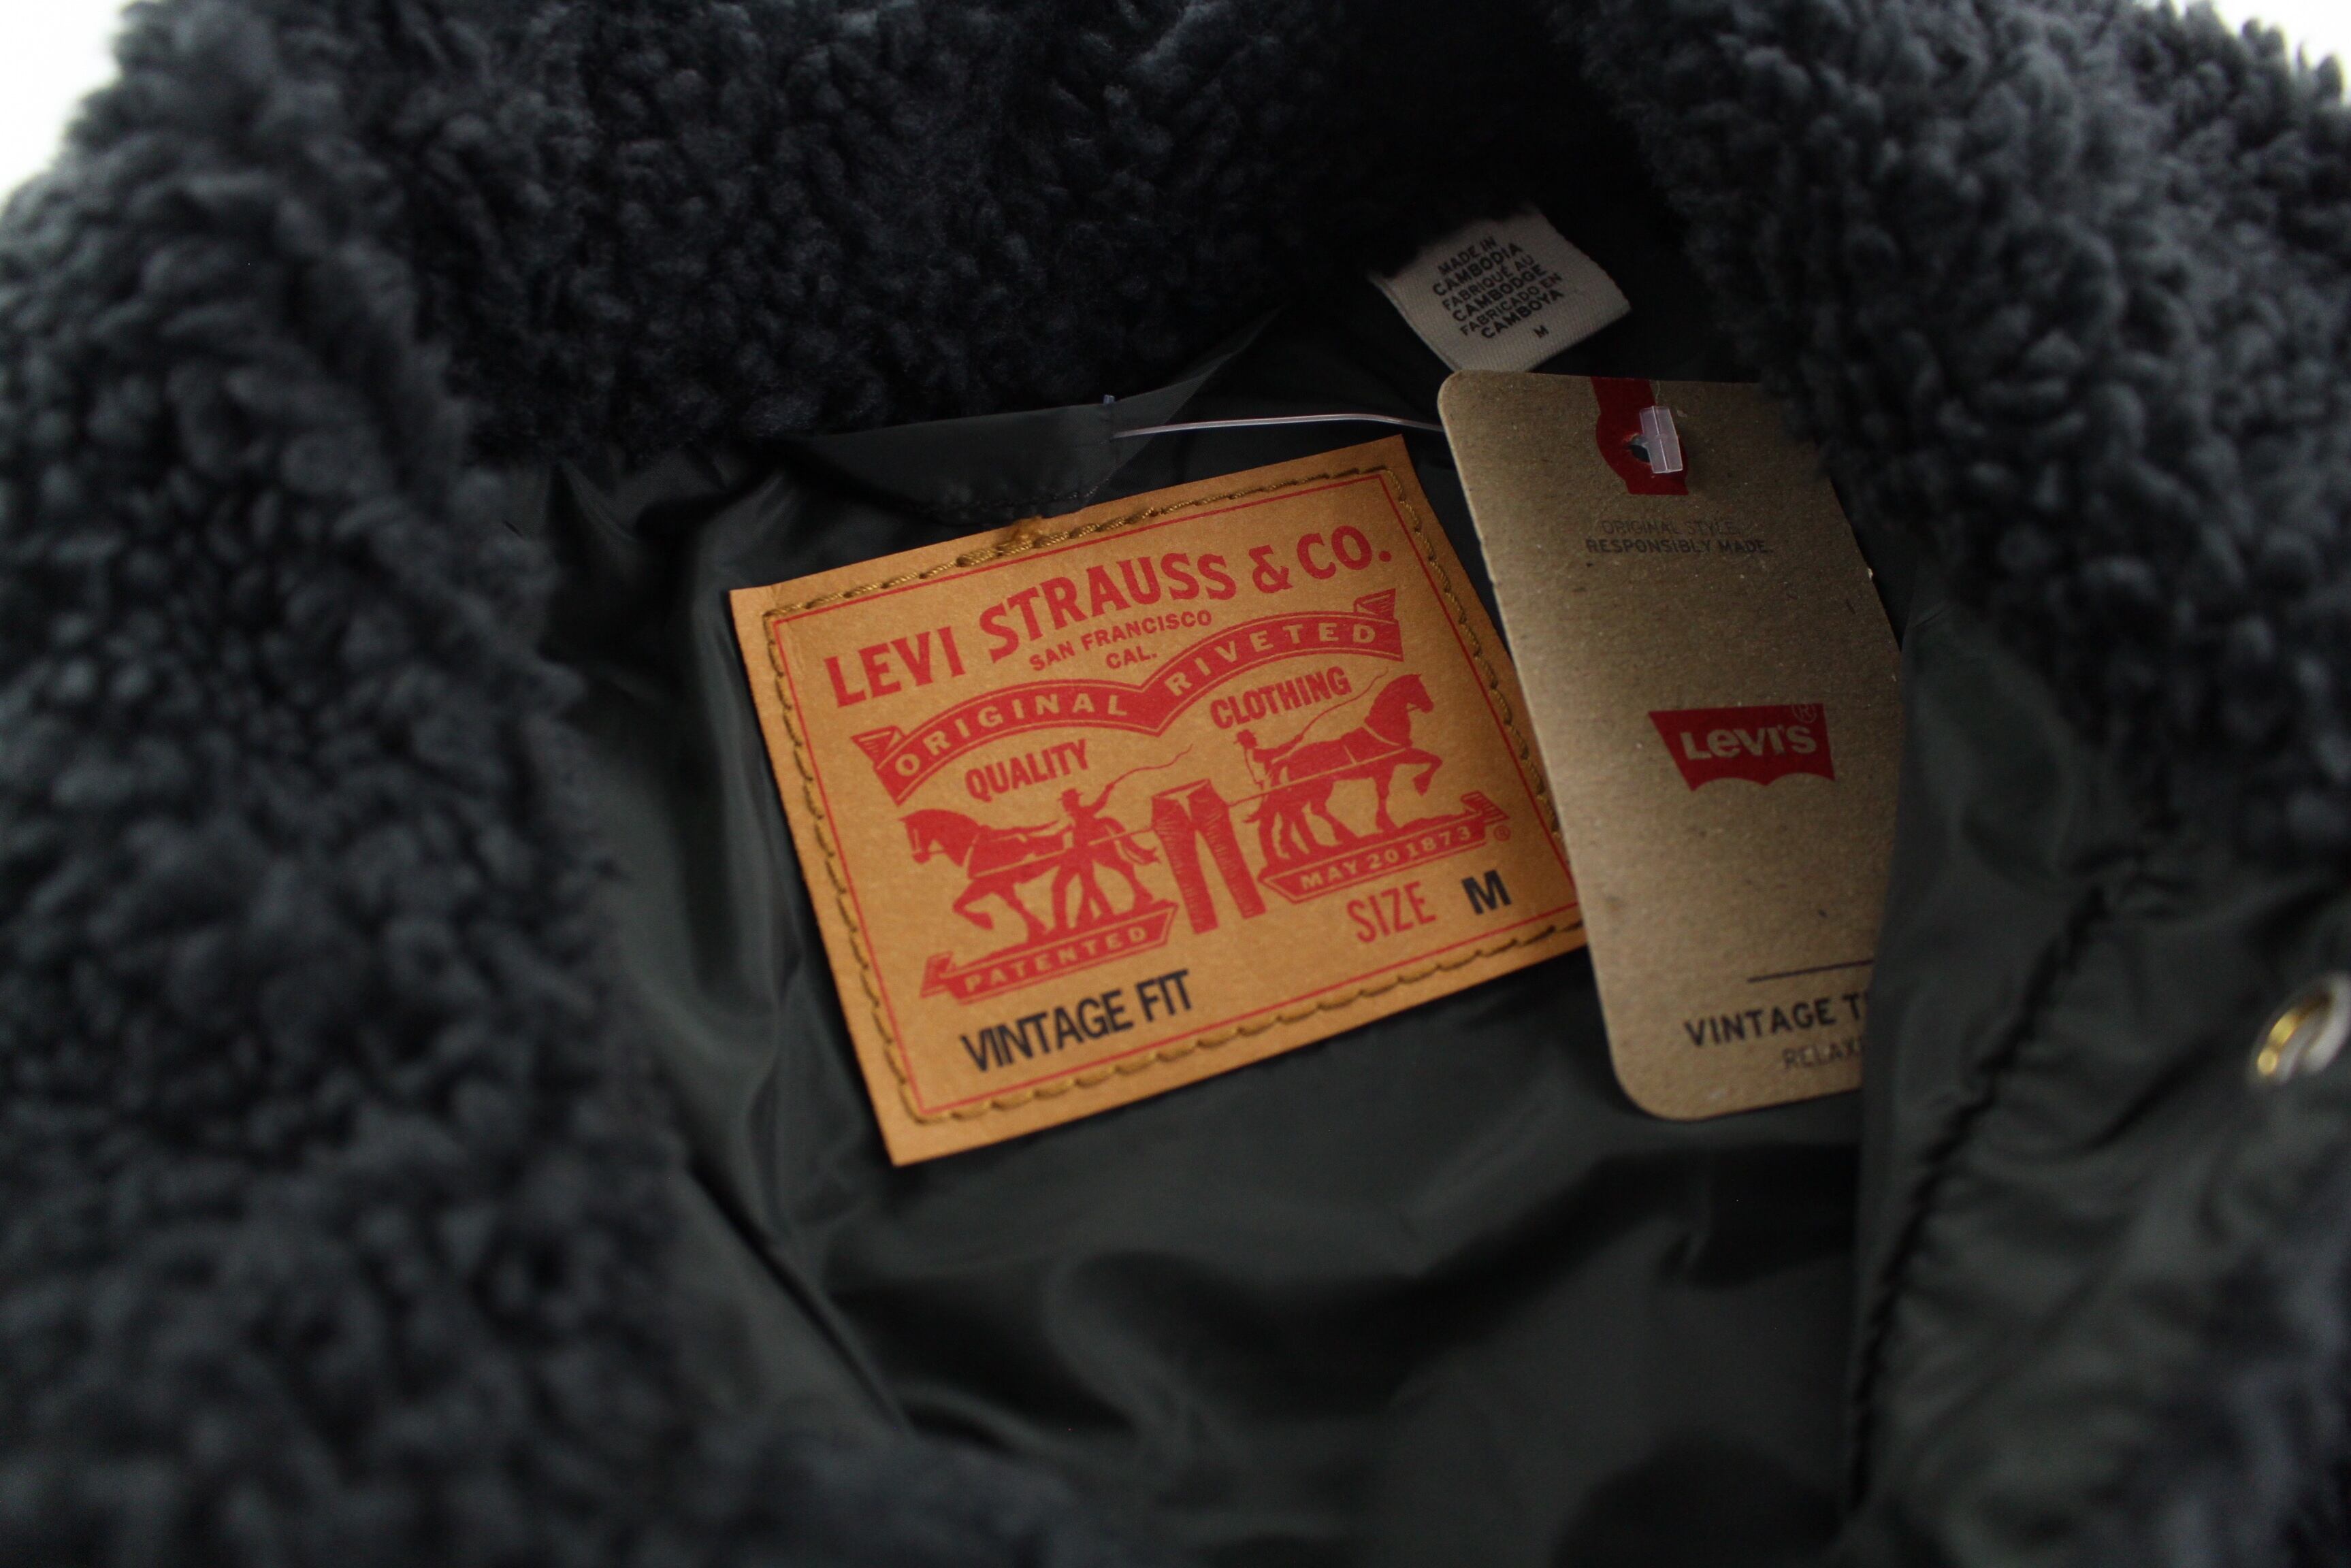 MADE IN
CAMBODIA
FABRIQUÉ AU
CAMBODGE
FABRICADO EN
CAMBOYA
M
LEVI STRAUSS & CO.
SAN FRANCISCO
CAL.
ORIGINAL RIVETED
QUALITY CLOTHING
PATENTED MAY 20 1873 ®
SIZE M
VINTAGE FIT
ORIGINAL STYLE.
RESPONSIBLY MADE.
LEVI'S®
VINTAGE